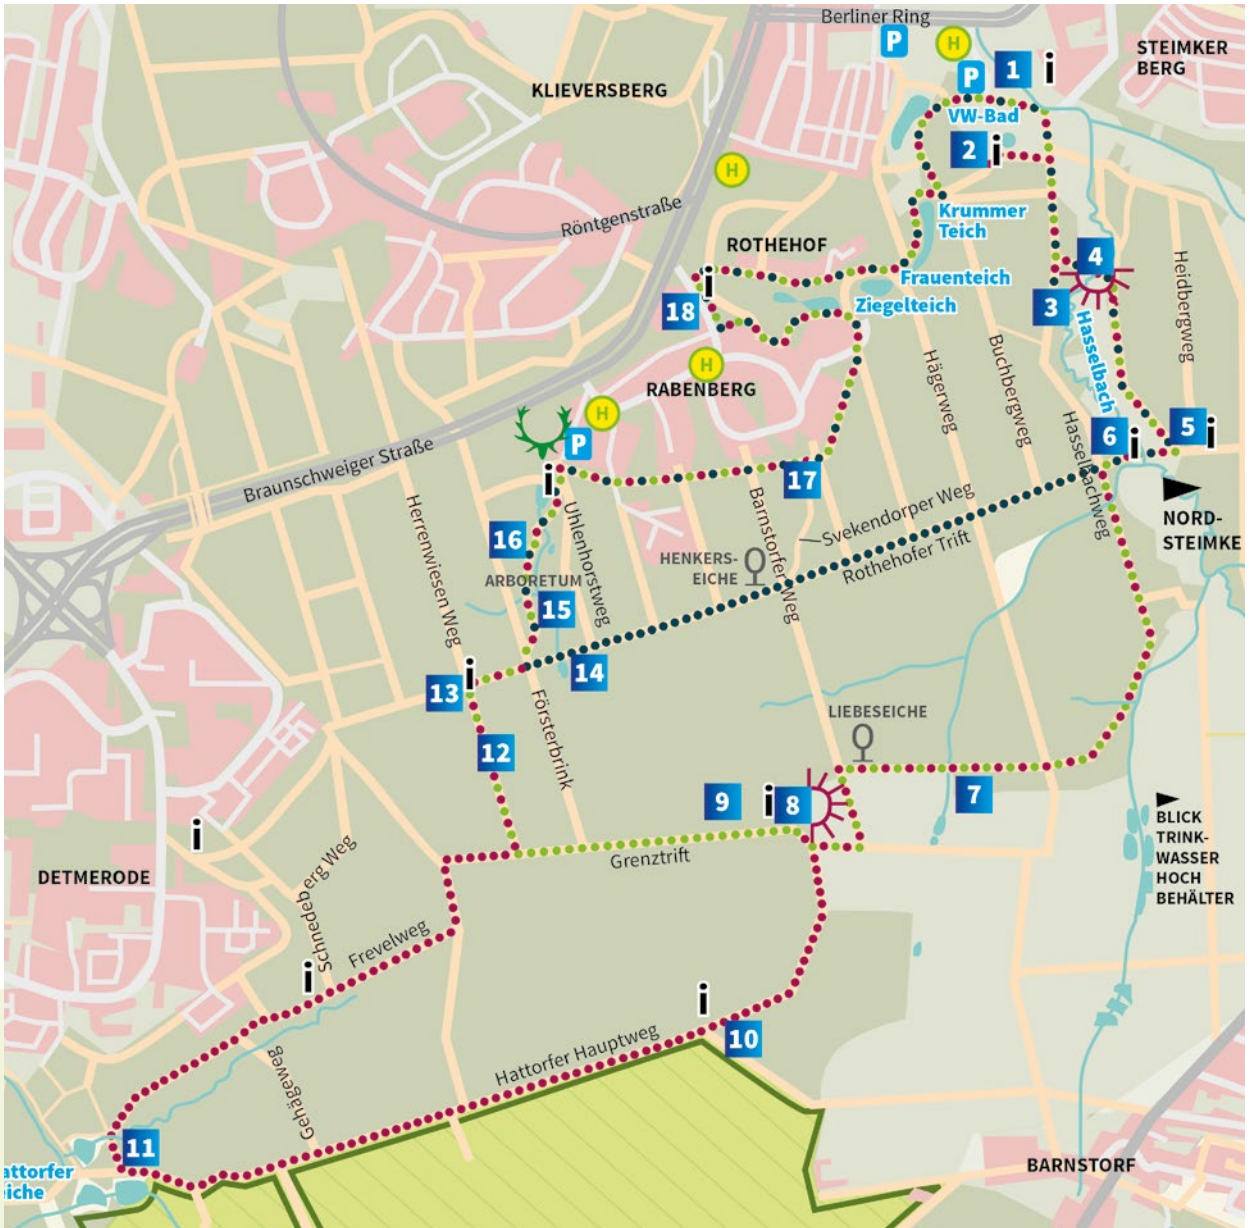 Berliner Ring
P
H
STEIMKER
BERG
1
i
P
KLIEVERSBERG
VW-Bad
2
i
H
Krummer
Teich
Röntgenstraße
ROTHEHOF
4
Heidbergweg
i
Frauenteich
18
Ziegelteich
3
Hasselbach
Hägerweg
Buchbergweg
H
RABENBERG
H
P
Hasselbachweg
6
i
5
i
Braunschweiger Straße
i
17
Herrenwiesen Weg
Uhlenhorstweg
Barnstorfer Weg
Svekendorper Weg
NORD-
STEIMKE
16
HENKERS-
EICHE
Rothehofer Trift
ARBORETUM
15
i
13
14
Försterbrink
LIEBESEICHE
12
9
i
8
7
BLICK
TRINK-
WASSER
HOCH
BEHÄLTER
i
Grenztrift
Schnedeberg Weg
DETMERODE
Frevelweg
i
i
10
Hattorfer Hauptweg
Gehägeweg
11
attorfer
eiche
BARNSTORF